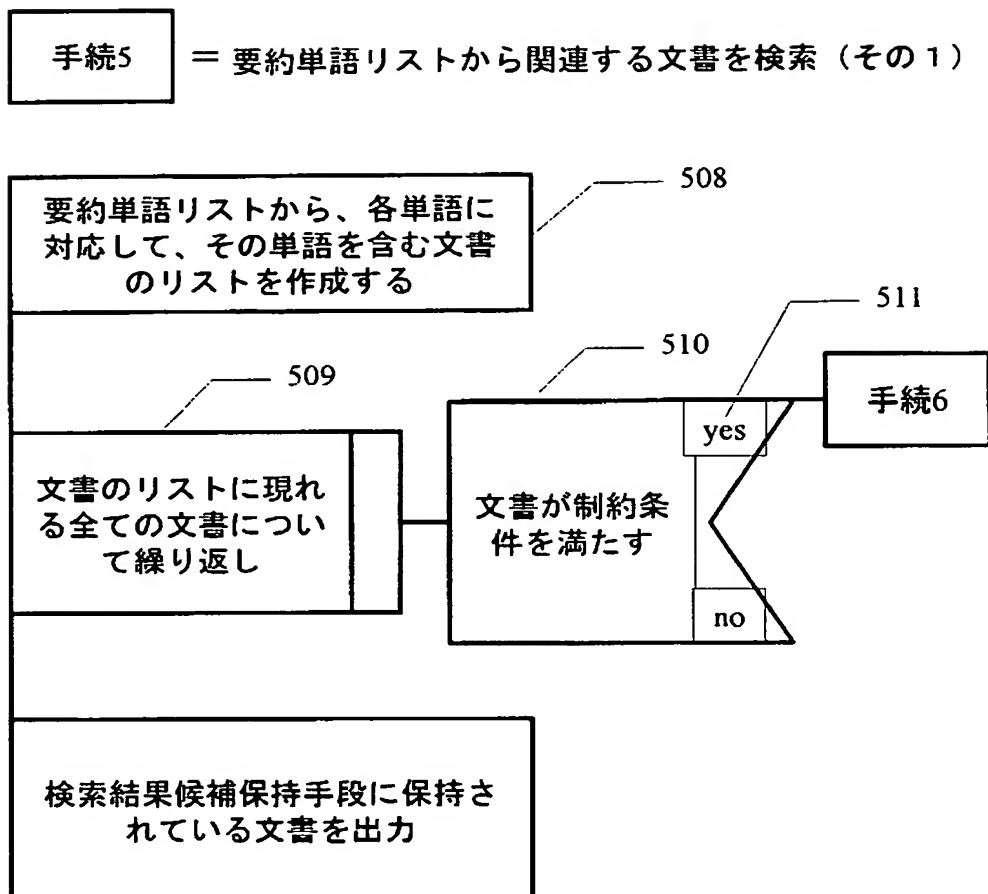 手続5 = 要約単語リストから関連する文書を検索（その１）
508
要約単語リストから、各単語に
対応して、その単語を含む文書
のリストを作成する
511
510
509
手続6
yes
文書のリストに現れ
る全ての文書につい
て繰り返し
文書が制約条
件を満たす
no
検索結果候補保持手段に保持さ
れている文書を出力